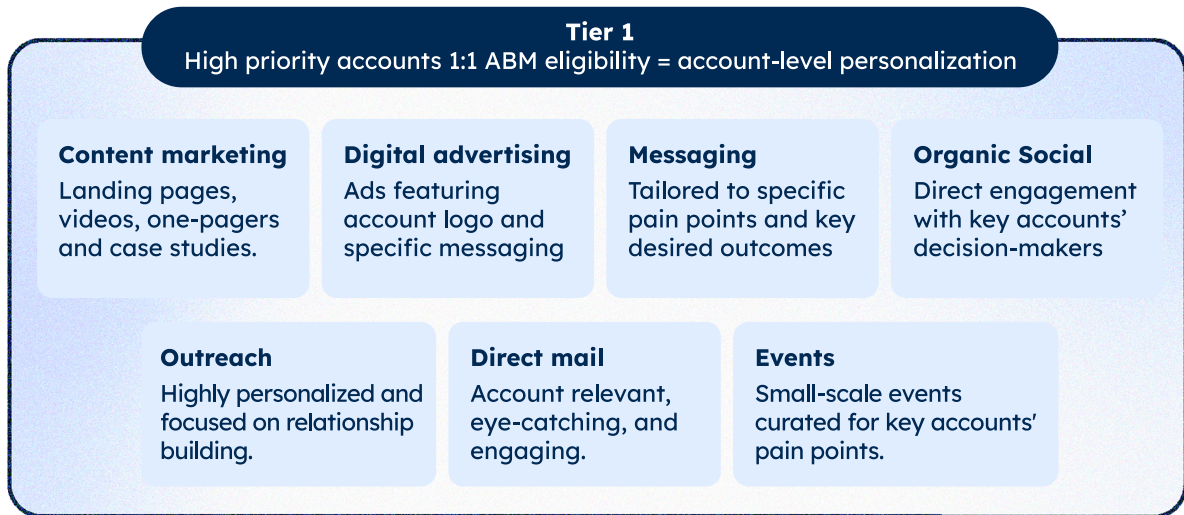 Tier 1
High priority accounts 1:1 ABM eligibility = account-level personalization
Content marketing
Landing pages,
videos, one-pagers
and case studies.
Digital advertising
Ads featuring
account logo and
specific messaging
Messaging
Tailored to specific
pain points and key
desired outcomes
Organic Social
Direct engagement
with key accounts’
decision-makers
Outreach
Highly personalized and
focused on relationship
building.
Direct mail
Account relevant,
eye-catching, and
engaging.
Events
Small-scale events
curated for key accounts'
pain points.